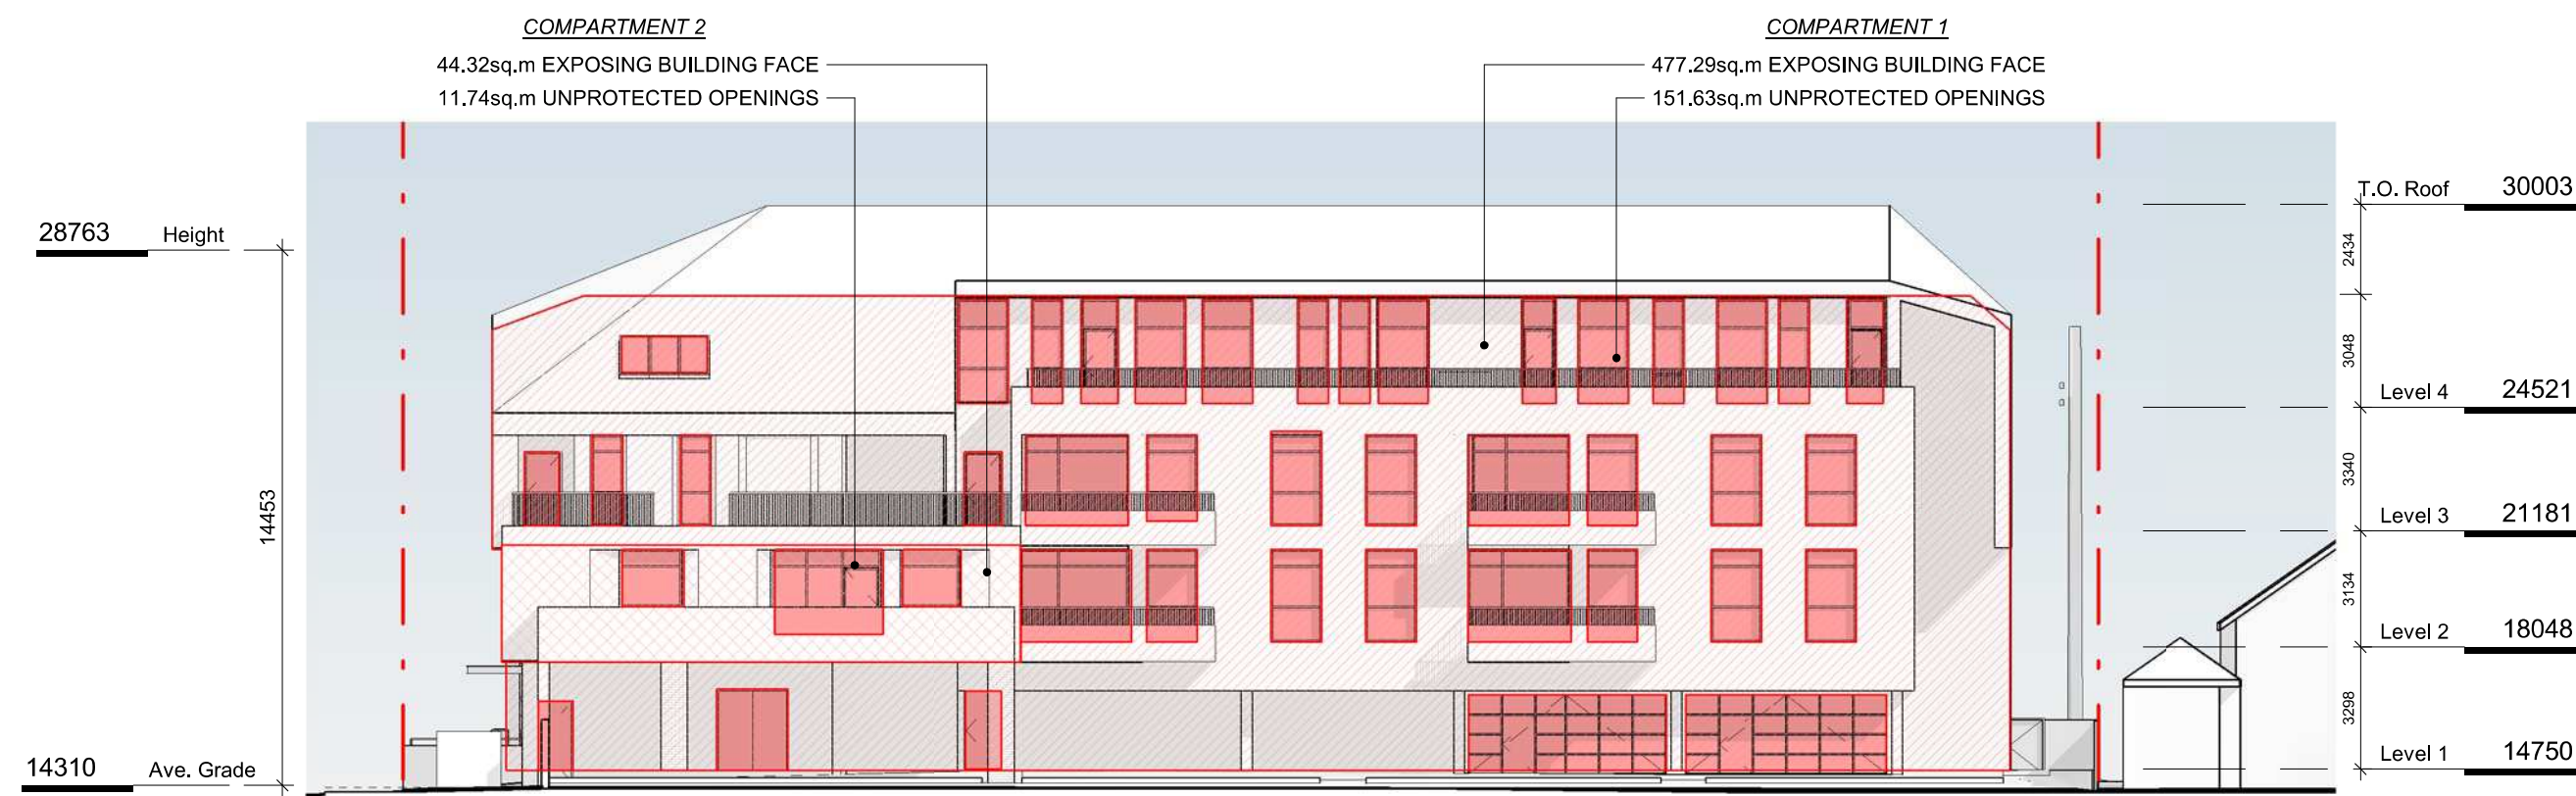 COMPARTMENT 2
44.32sq.m EXPOSING BUILDING FACE
11.74sq.m UNPROTECTED OPENINGS
COMPARTMENT 1
477.29sq.m EXPOSING BUILDING FACE
151.63sq.m UNPROTECTED OPENINGS
28763 Height
14453
14310 Ave. Grade
T.O. Roof 30003
2434
3048
Level 4 24521
3340
Level 3 21181
3134
Level 2 18048
3298
Level 1 14750